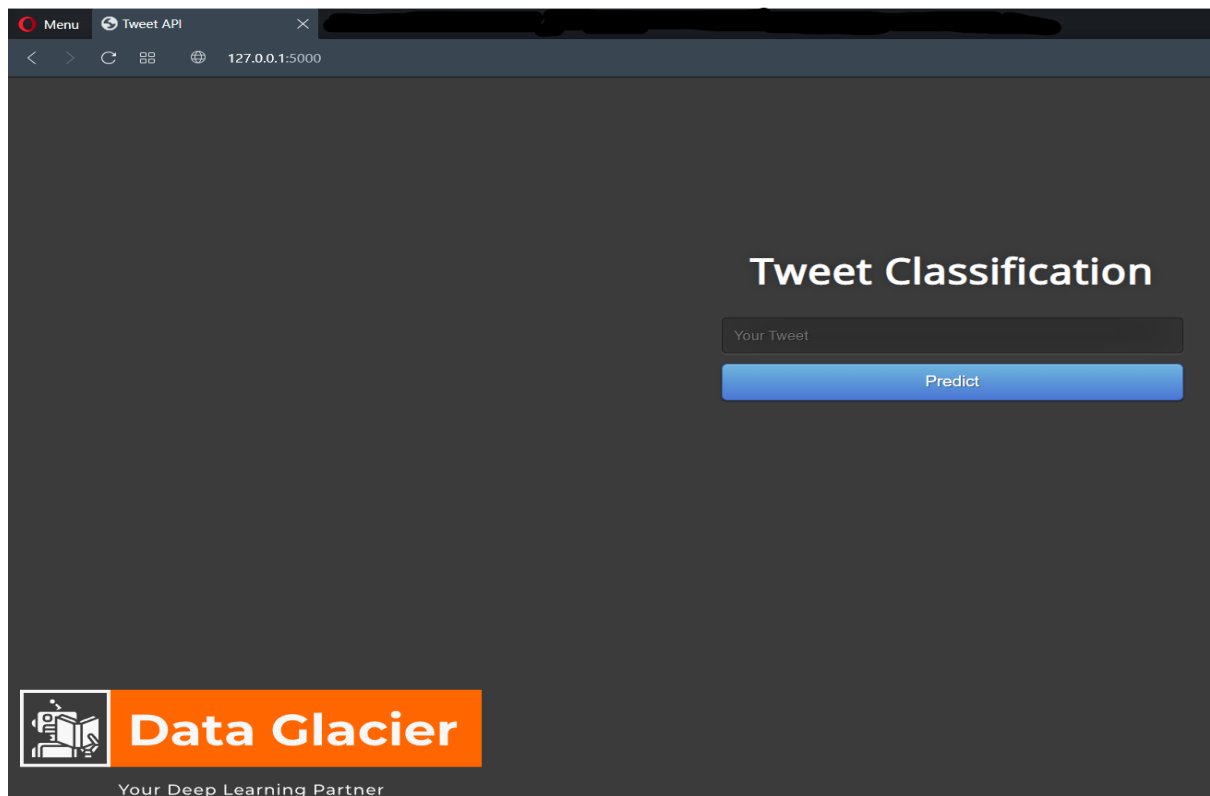 Menu
Tweet API
127.0.0.1:5000
Tweet Classification
Your Tweet
Predict
Data Glacier
Your Deep Learning Partner